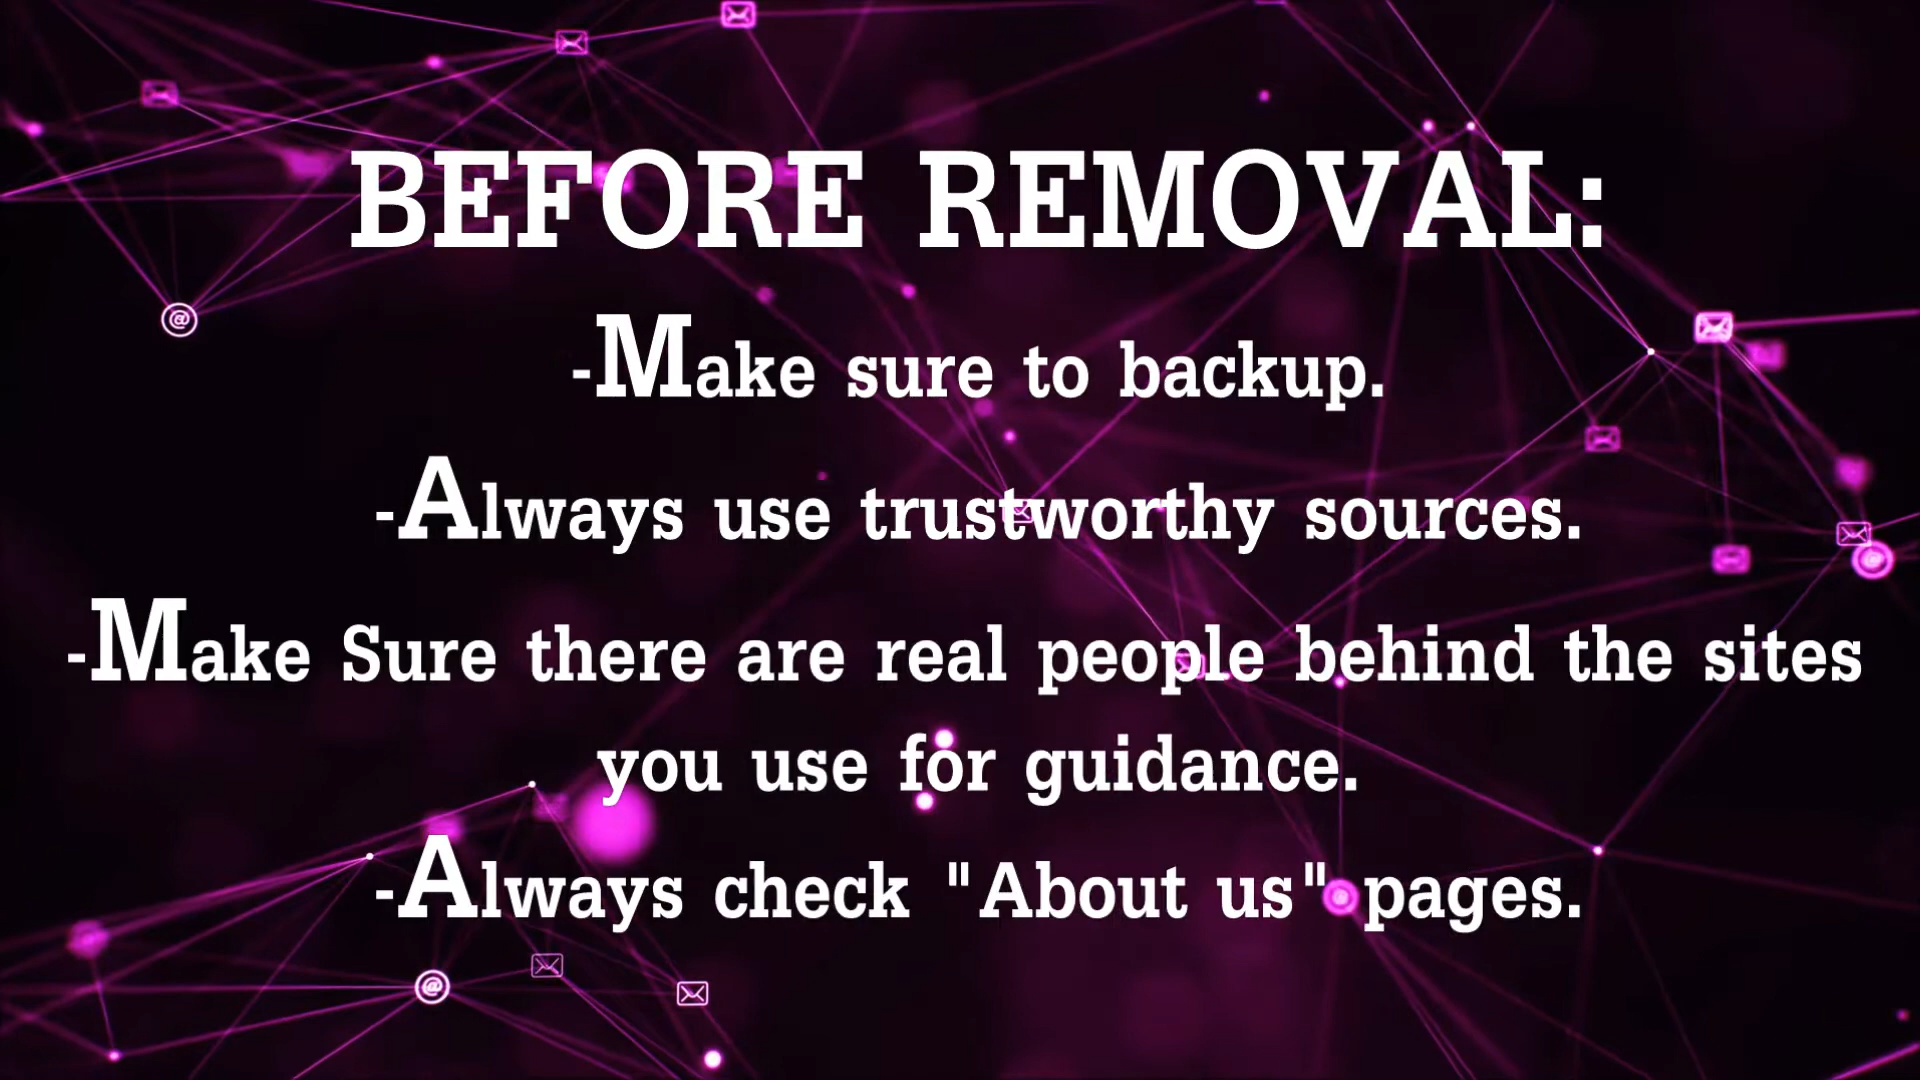 BEFORE REMOVAL:
-Make sure to backup.
-Always use trustworthy sources.
-Make Sure there are real people behind the sites
you use for guidance.
-Always check "About us" pages.